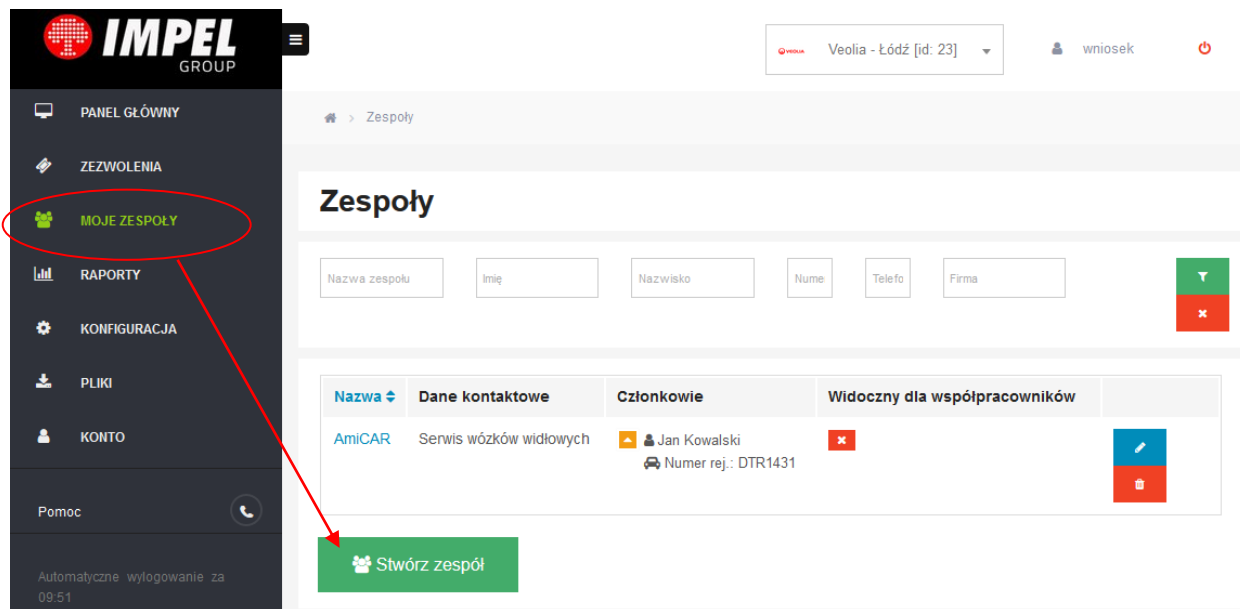 IMPEL
GROUP
VEOLIA Veolia - Łódź [id: 23]
wniosek
PANEL GŁÓWNY
ZEZWOLENIA
MOJE ZESPOŁY
RAPORTY
KONFIGURACJA
PLIKI
KONTO
Pomoc
Automatyczne wylogowanie za
09:51
> Zespoły
Zespoły
Nazwa zespołu Imię Nazwisko Nume Telefo Firma
Nazwa Dane kontaktowe Członkowie Widoczny dla współpracowników
AmiCAR Serwis wózków widłowych Jan Kowalski
Numer rej.: DTR1431
Stwórz zespół